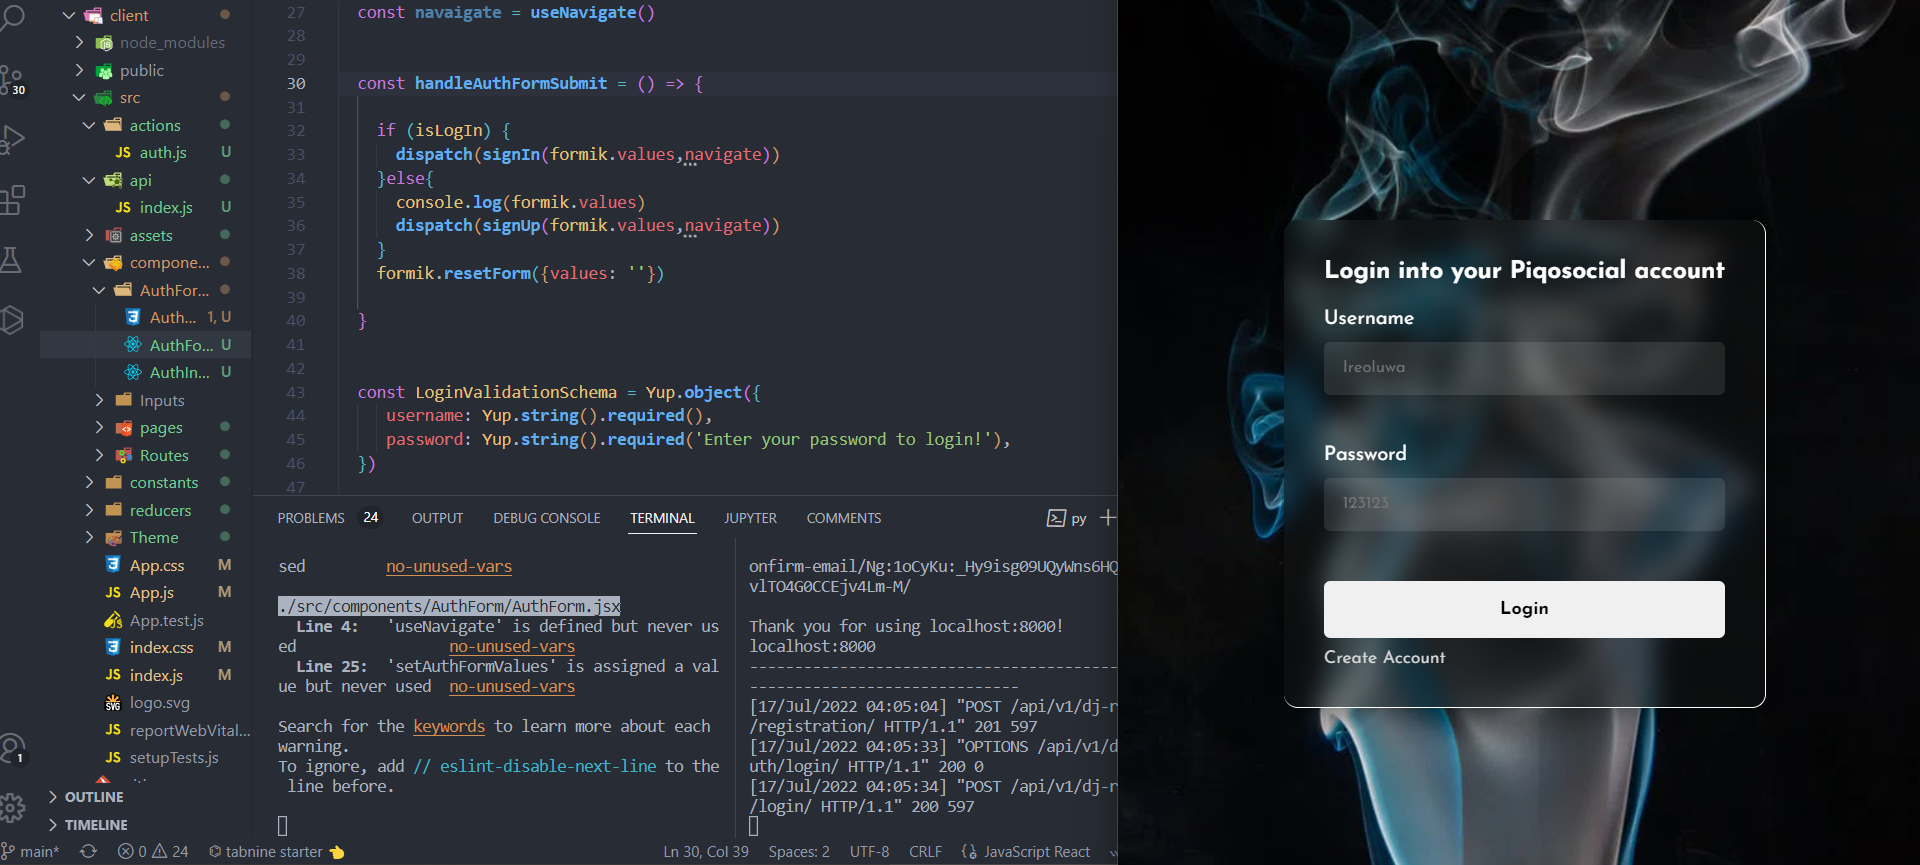 client
node_modules
public
30
src
actions
JS auth.js U
api
JS index.js U
assets
compone...
AuthFor...
Auth... 1, U
AuthFo... U
AuthIn... U
Inputs
pages
Routes
constants
reducers
Theme
App.css M
JS App.js M
App.test.js
index.css M
JS index.js M
SVG logo.svg
JS reportWebVital...
JS setupTests.js
1
OUTLINE
TIMELINE
27 const navaigate = useNavigate()
28
29
30 const handleAuthFormSubmit = () => {
31
32 if (isLogIn) {
33 dispatch(signIn(formik.values,navigate))
34 }else{
35 console.log(formik.values)
36 dispatch(signUp(formik.values,navigate))
37 }
38 formik.resetForm({values: ''})
39
40 }
41
42
43 const LoginValidationSchema = Yup.object({
44 username: Yup.string().required(),
45 password: Yup.string().required('Enter your password to login!'),
46 })
47
PROBLEMS 24 OUTPUT DEBUG CONSOLE TERMINAL JUPYTER COMMENTS py
sed no-unused-vars
./src/components/AuthForm/AuthForm.jsx
Line 4: 'useNavigate' is defined but never us
ed no-unused-vars
Line 25: 'setAuthFormValues' is assigned a val
ue but never used no-unused-vars
Search for the keywords to learn more about each
warning.
To ignore, add // eslint-disable-next-line to the
line before.
onfirm-email/Ng:1oCyKu:_Hy9isg09UQyWns6HQ
vlTO4G0CCEjv4Lm-M/
Thank you for using localhost:8000!
localhost:8000
-----------------------------------------
------------------------------
[17/Jul/2022 04:05:04] "POST /api/v1/dj-r
/registration/ HTTP/1.1" 201 597
[17/Jul/2022 04:05:33] "OPTIONS /api/v1/d
uth/login/ HTTP/1.1" 200 0
[17/Jul/2022 04:05:34] "POST /api/v1/dj-r
/login/ HTTP/1.1" 200 597
main* 0 24 tabnine starter Ln 30, Col 39 Spaces: 2 UTF-8 CRLF JavaScript React
Login into your Piqosocial account
Username
Ireoluwa
Password
123123
Login
Create Account